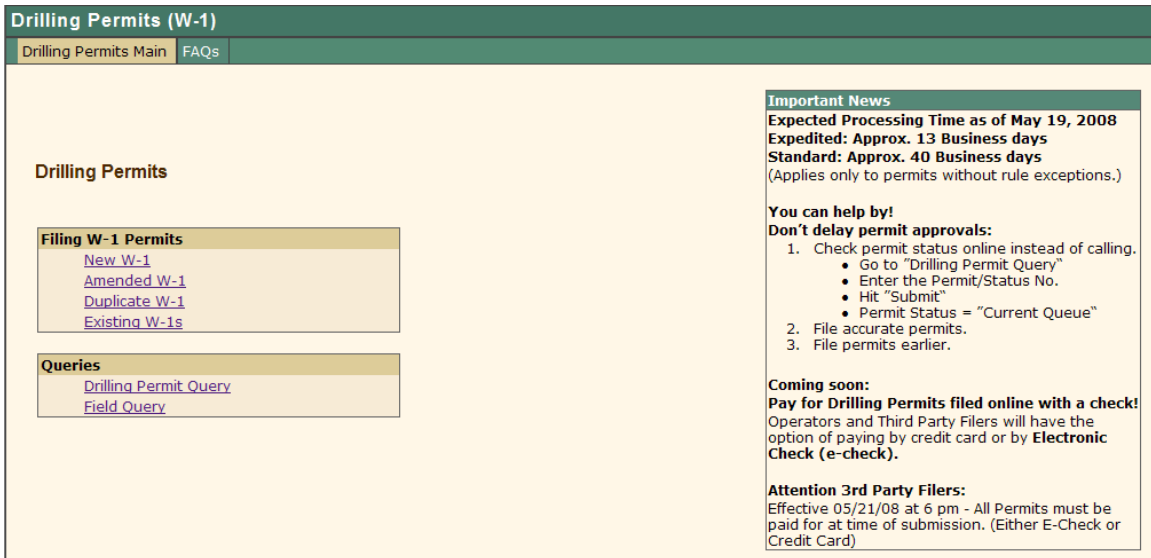 Drilling Permits (W-1)
Drilling Permits Main FAQs
Drilling Permits
Filing W-1 Permits
New W-1
Amended W-1
Duplicate W-1
Existing W-1s
Queries
Drilling Permit Query
Field Query
Important News
Expected Processing Time as of May 19, 2008
Expedited: Approx. 13 Business days
Standard: Approx. 40 Business days
(Applies only to permits without rule exceptions.)
You can help by!
Don't delay permit approvals:
1. Check permit status online instead of calling.
• Go to "Drilling Permit Query"
• Enter the Permit/Status No.
• Hit "Submit"
• Permit Status = "Current Queue"
2. File accurate permits.
3. File permits earlier.
Coming soon:
Pay for Drilling Permits filed online with a check!
Operators and Third Party Filers will have the
option of paying by credit card or by Electronic
Check (e-check).
Attention 3rd Party Filers:
Effective 05/21/08 at 6 pm - All Permits must be
paid for at time of submission. (Either E-Check or
Credit Card)